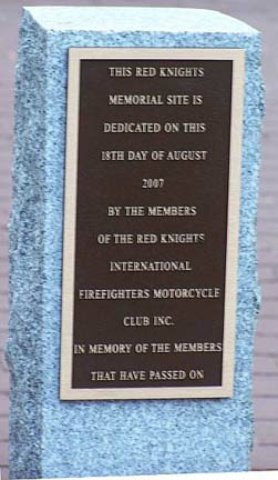 THIS RED KNIGHTS
MEMORIAL SITE IS
DEDICATED ON THIS
18TH DAY OF AUGUST
2007
BY THE MEMBERS
OF THE RED KNIGHTS
INTERNATIONAL
FIREFIGHTERS MOTORCYCLE
CLUB INC.
IN MEMORY OF THE MEMBERS
THAT HAVE PASSED ON